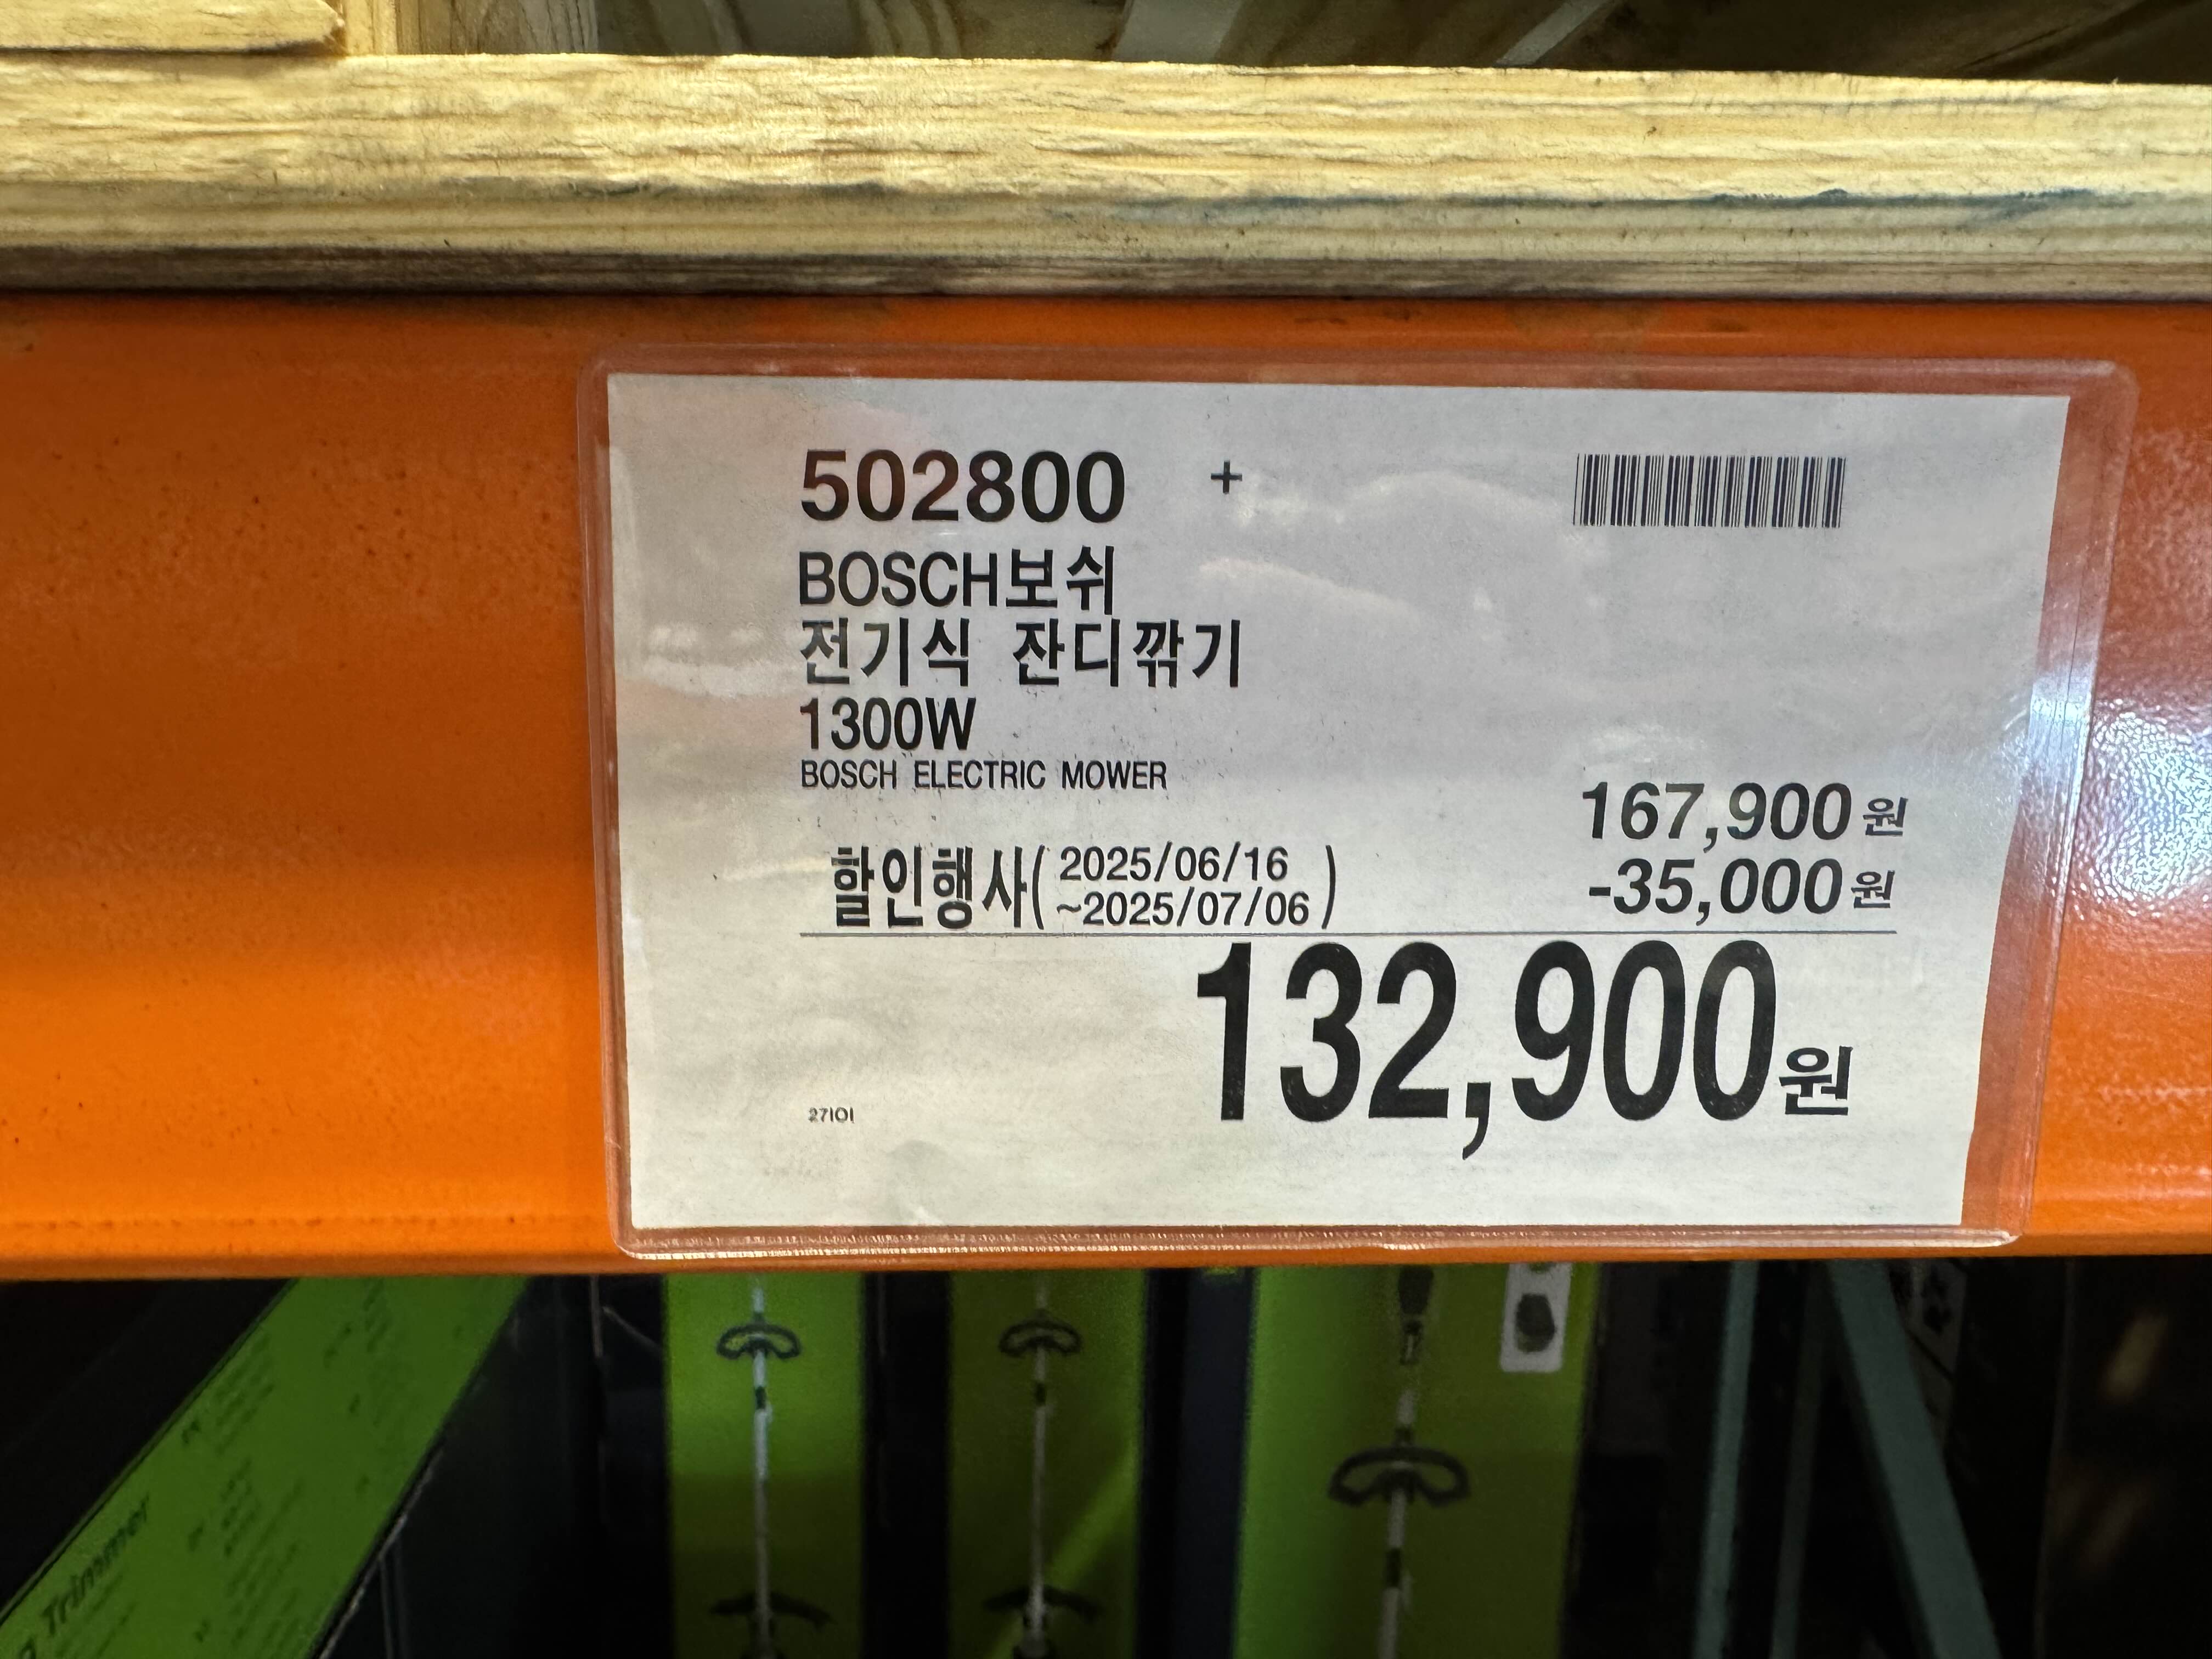 502800 +
BOSCH보쉬
전기식 잔디깎기
1300W
BOSCH ELECTRIC MOWER
167,900원
할인행사( 2025/06/16
~2025/07/06 )
-35,000원
132,900원
27101
Trimmer